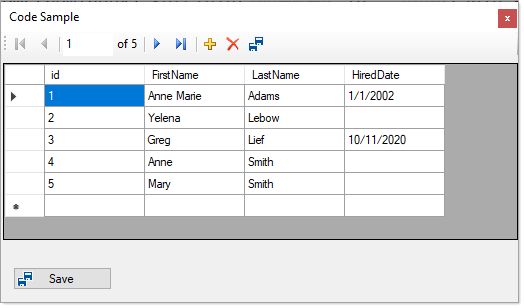 Code Sample
1 of 5
id FirstName LastName HiredDate
1 Anne Marie Adams 1/1/2002
2 Yelena Lebow
3 Greg Lief 10/11/2020
4 Anne Smith
5 Mary Smith
Save